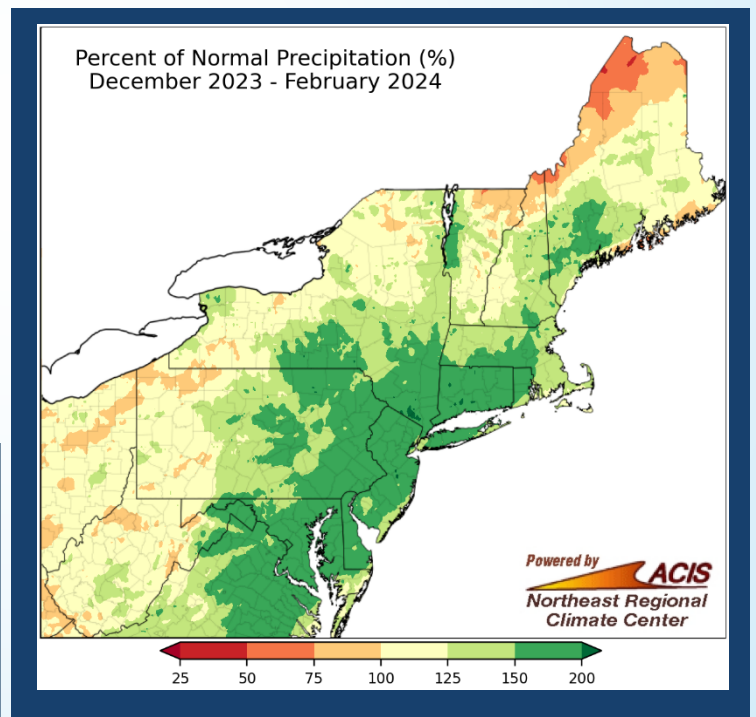 Percent of Normal Precipitation (%)
December 2023 - February 2024
Powered by
ACIS
Northeast Regional
Climate Center
25 50 75 100 125 150 200